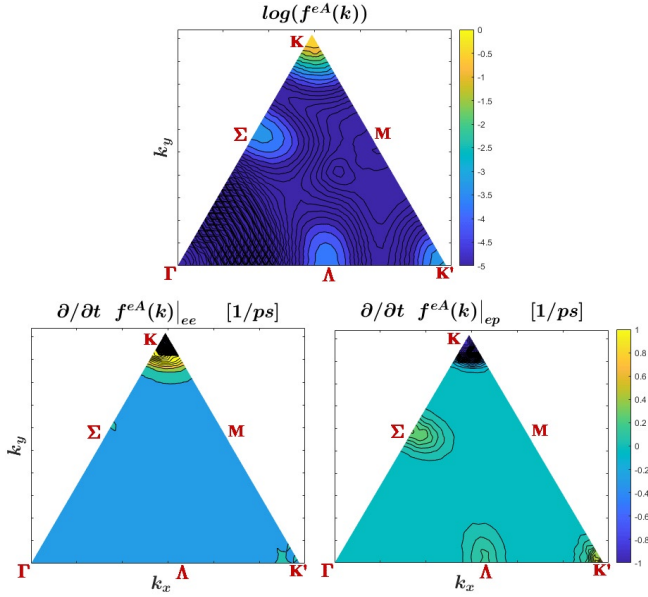 log(f^{eA}(k))
K
Σ
M
k_y
Γ
Λ
K'
0
-0.5
-1
-1.5
-2
-2.5
-3
-3.5
-4
-4.5
-5
∂/∂t f^{eA}(k)|_{ee} [1/ps]
K
Σ
M
k_y
Γ
Λ
K'
k_x
∂/∂t f^{eA}(k)|_{ep} [1/ps]
K
Σ
M
Γ
Λ
K'
k_x
1
0.8
0.6
0.4
0.2
0
-0.2
-0.4
-0.6
-0.8
-1